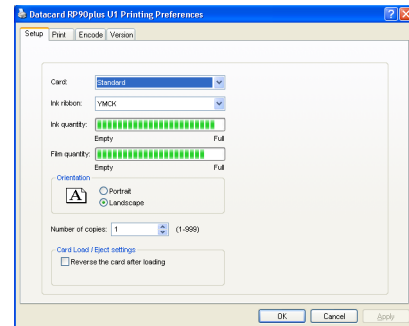 Datacard RP90plus U1 Printing Preferences
Setup Print Encode Version
Card: Standard
Ink ribbon: YMCK
Ink quantity:
Empty Full
Film quantity:
Empty Full
Orientation
A Portrait
Landscape
Number of copies: 1 (1-999)
Card Load / Eject settings
Reverse the card after loading
OK Cancel Apply